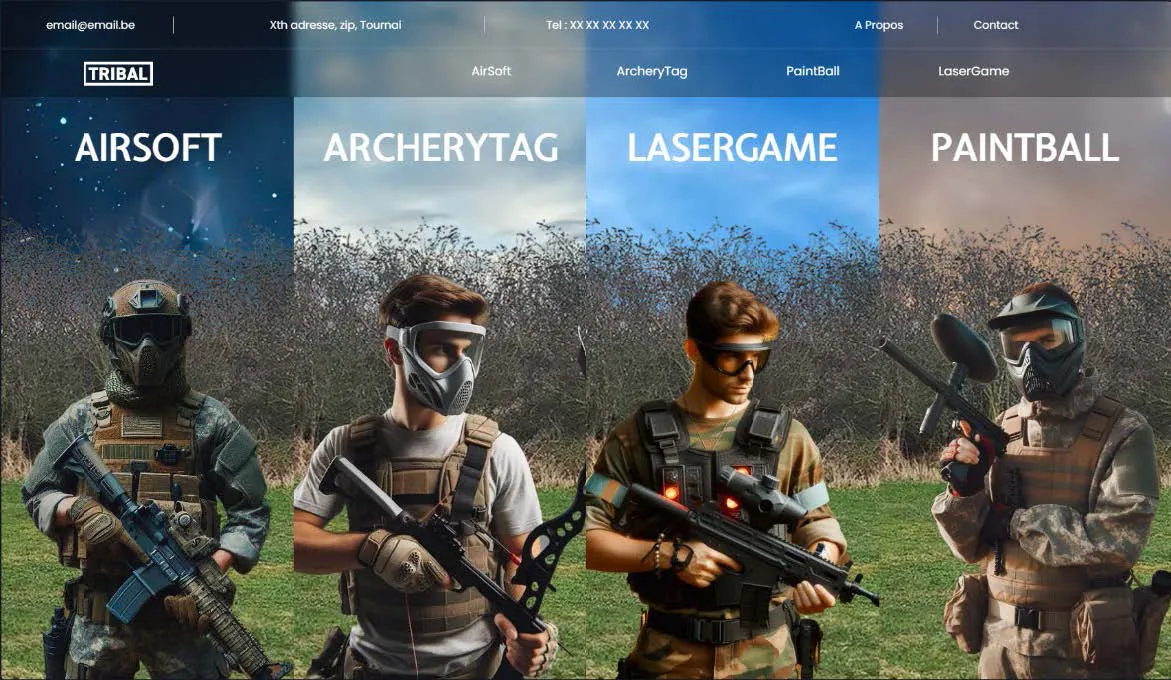 email@email.be Xth adresse, zip, Tournai Tel : XX XX XX XX XX A Propos Contact
TRIBAL AirSoft ArcheryTag PaintBall LaserGame
AIRSOFT ARCHERYTAG LASERGAME PAINTBALL